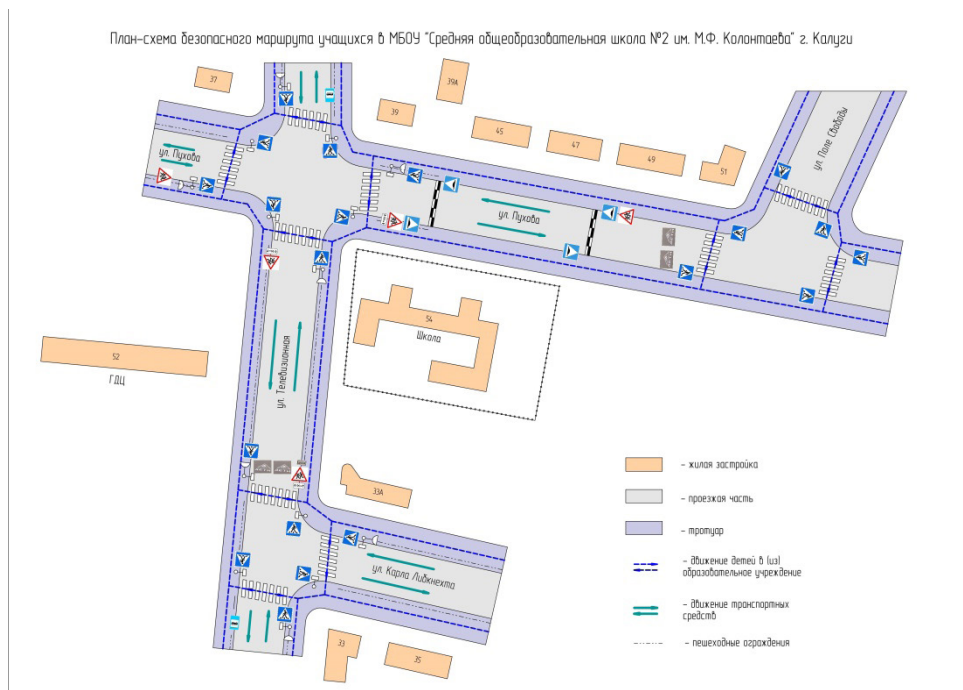 План-схема безопасного маршрута учащихся в МБОУ "Средняя общеобразовательная школа №2 им. М.Ф. Колонтаева" г. Калуги
37
39А
39
45
47
49
51
ул. Поле Свободы
ул. Пухова
ул. Пухова
54
Школа
52
ГДЦ
ул. Телевизионная
33А
ул. Карла Либкнехта
33
35
- жилая застройка
- проезжая часть
- тротуар
- движение детей в (из)
образовательное учреждение
- движение транспортных
средств
- пешеходные ограждения